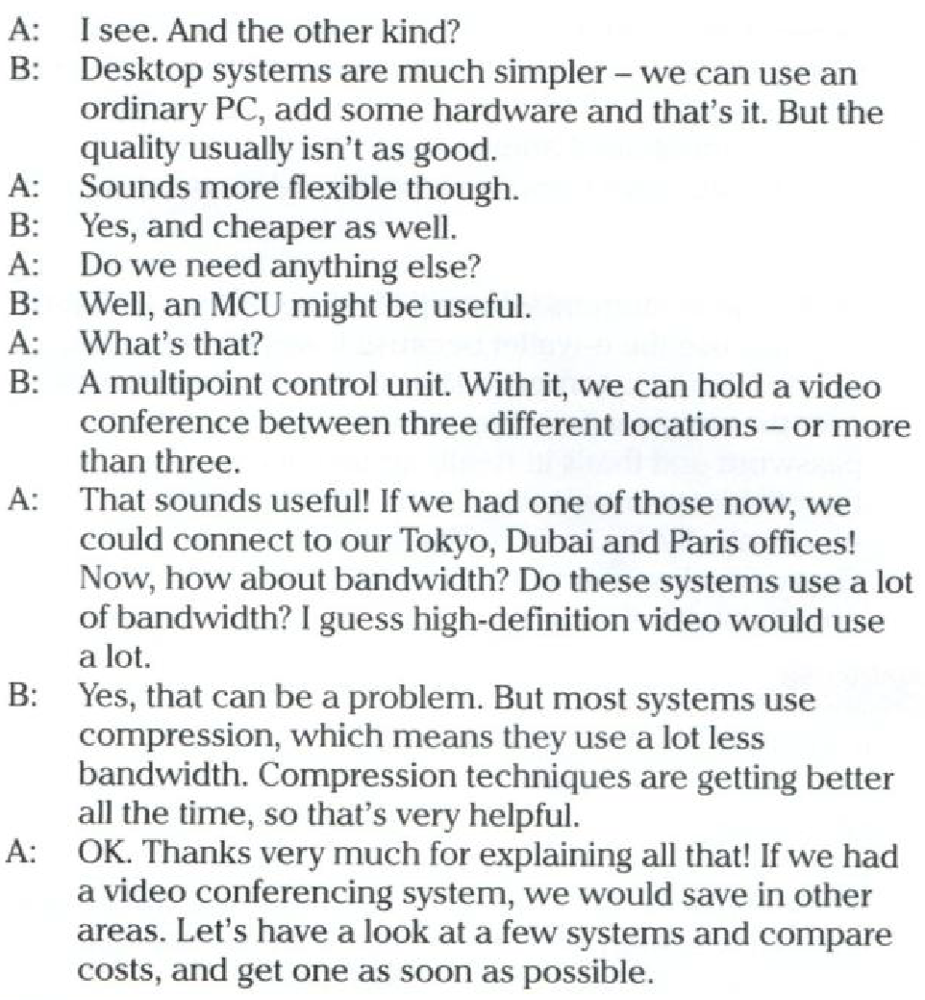 A: I see. And the other kind?
B: Desktop systems are much simpler – we can use an
ordinary PC, add some hardware and that's it. But the
quality usually isn't as good.
A: Sounds more flexible though.
B: Yes, and cheaper as well.
A: Do we need anything else?
B: Well, an MCU might be useful.
A: What's that?
B: A multipoint control unit. With it, we can hold a video
conference between three different locations – or more
than three.
A: That sounds useful! If we had one of those now, we
could connect to our Tokyo, Dubai and Paris offices!
Now, how about bandwidth? Do these systems use a lot
of bandwidth? I guess high-definition video would use
a lot.
B: Yes, that can be a problem. But most systems use
compression, which means they use a lot less
bandwidth. Compression techniques are getting better
all the time, so that's very helpful.
A: OK. Thanks very much for explaining all that! If we had
a video conferencing system, we would save in other
areas. Let's have a look at a few systems and compare
costs, and get one as soon as possible.